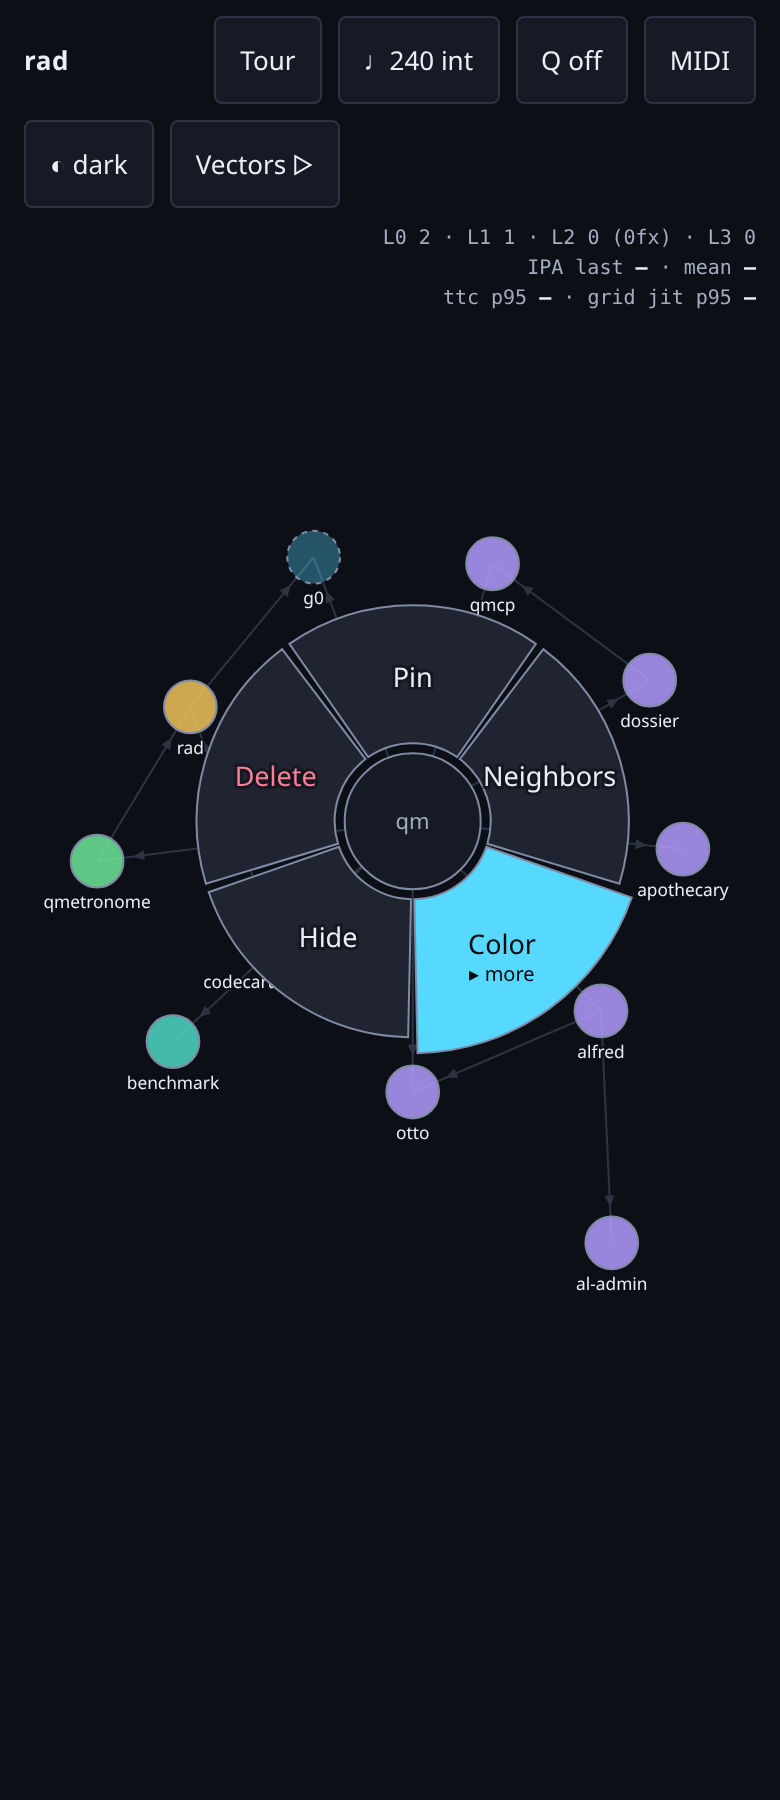 rad
Tour
♩ 240 int
Q off
MIDI
◐ dark
Vectors ▷
L0 2 · L1 1 · L2 0 (0fx) · L3 0
IPA last — · mean —
ttc p95 — · grid jit p95 —
g0
qmcp
Pin
dossier
rad
Delete
Neighbors
qm
apothecary
qmetronome
Hide
Color
▸ more
codecart
alfred
benchmark
otto
al-admin